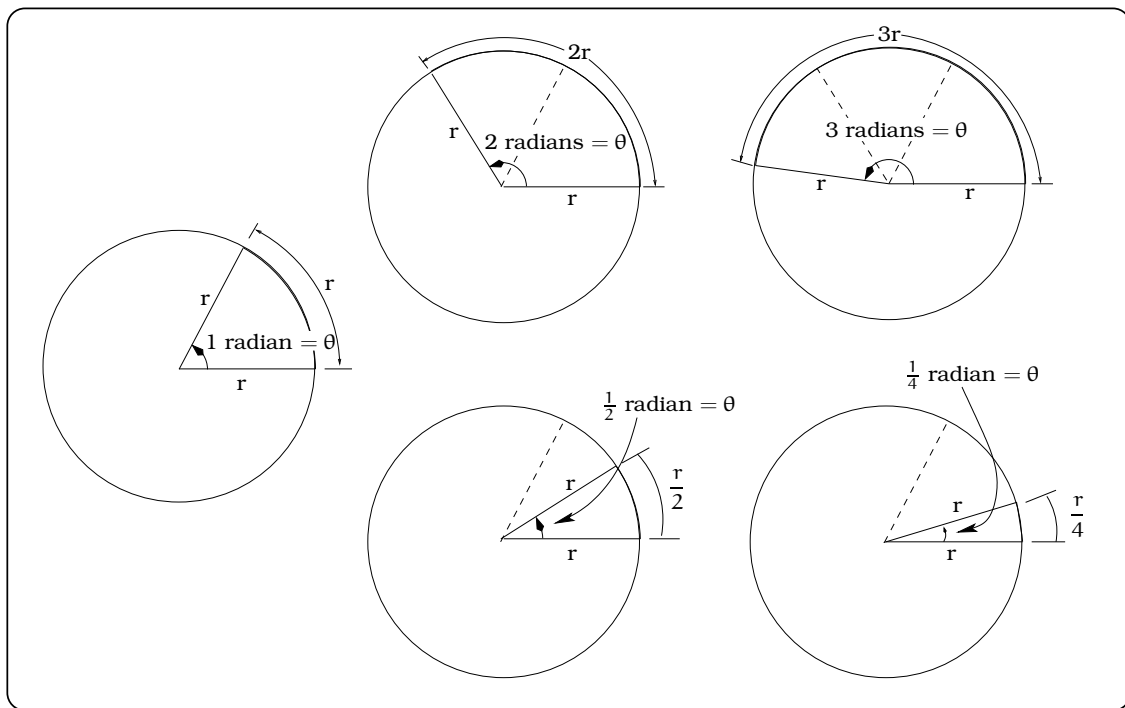 r
r
1 radian = θ
r
2r
r
2 radians = θ
r
3r
3 radians = θ
r
r
1/2 radian = θ
r
r/2
r
1/4 radian = θ
r
r/4
r